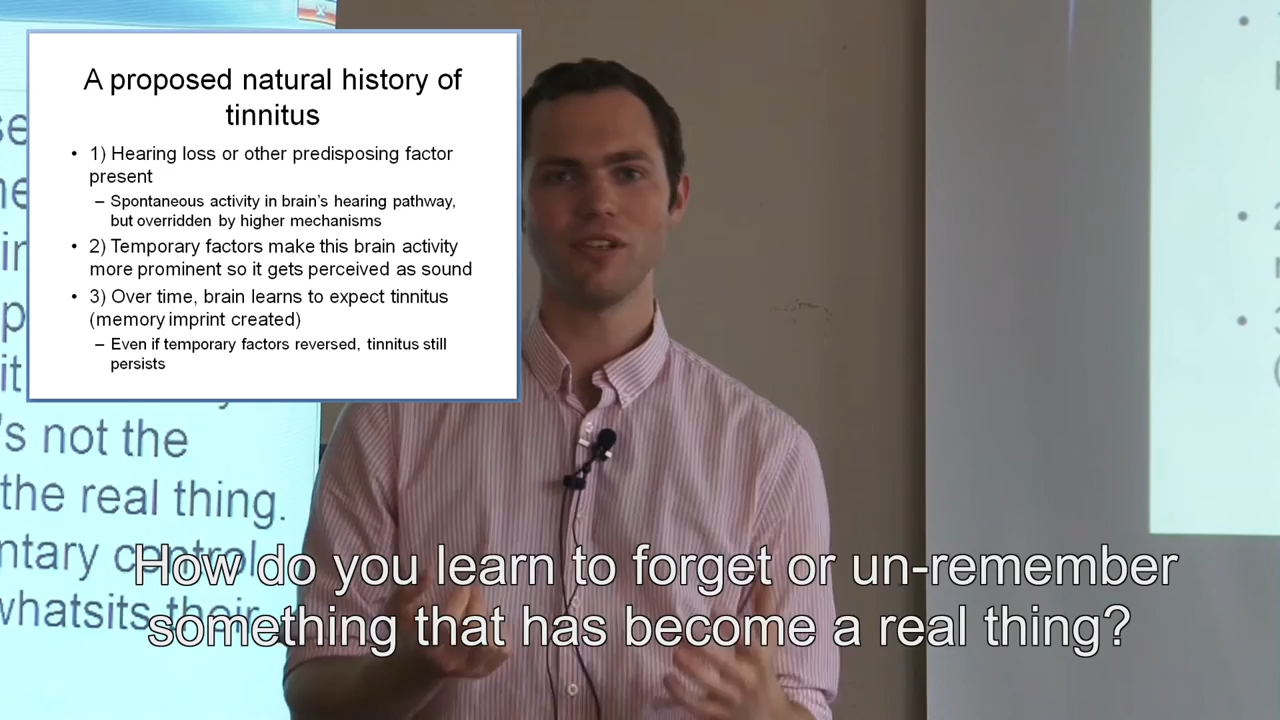 A proposed natural history of
tinnitus
• 1) Hearing loss or other predisposing factor
present
– Spontaneous activity in brain's hearing pathway,
but overridden by higher mechanisms
• 2) Temporary factors make this brain activity
more prominent so it gets perceived as sound
• 3) Over time, brain learns to expect tinnitus
(memory imprint created)
– Even if temporary factors reversed, tinnitus still
persists
's not the
the real thing.
ntary control
whatsits their
How do you learn to forget or un-remember
something that has become a real thing?